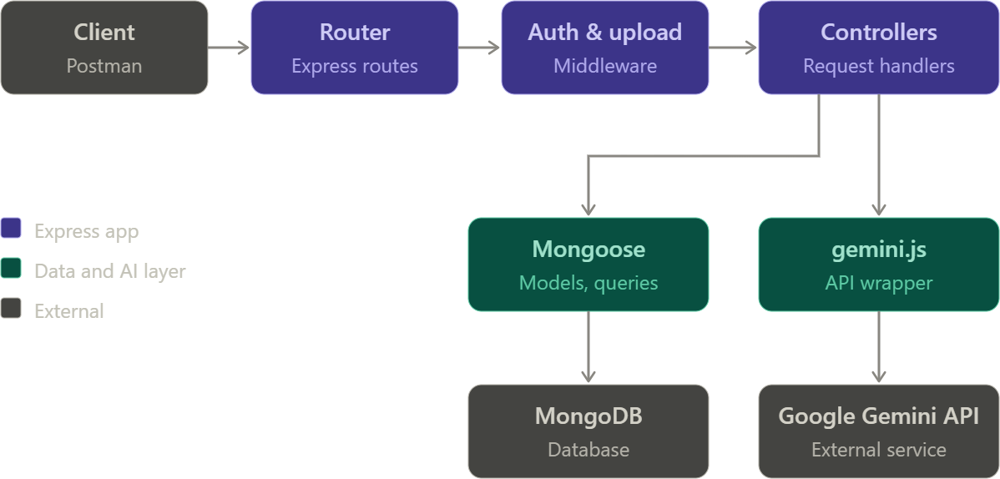 Client
Postman
Router
Express routes
Auth & upload
Middleware
Controllers
Request handlers
Express app
Data and AI layer
External
Mongoose
Models, queries
gemini.js
API wrapper
MongoDB
Database
Google Gemini API
External service